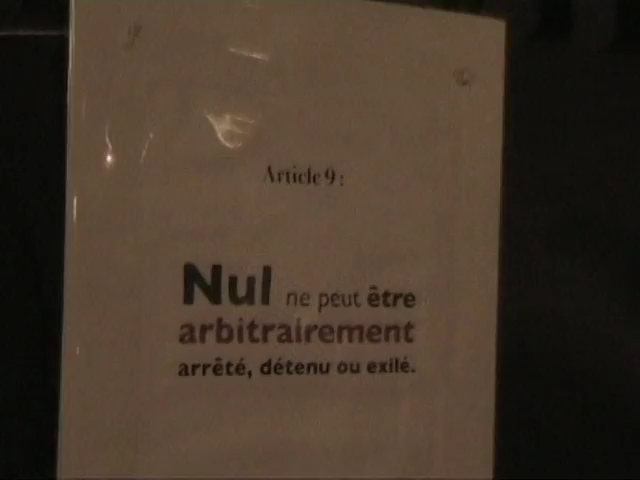 Article 9 :
Nul ne peut être
arbitrairement
arrêté, détenu ou exilé.